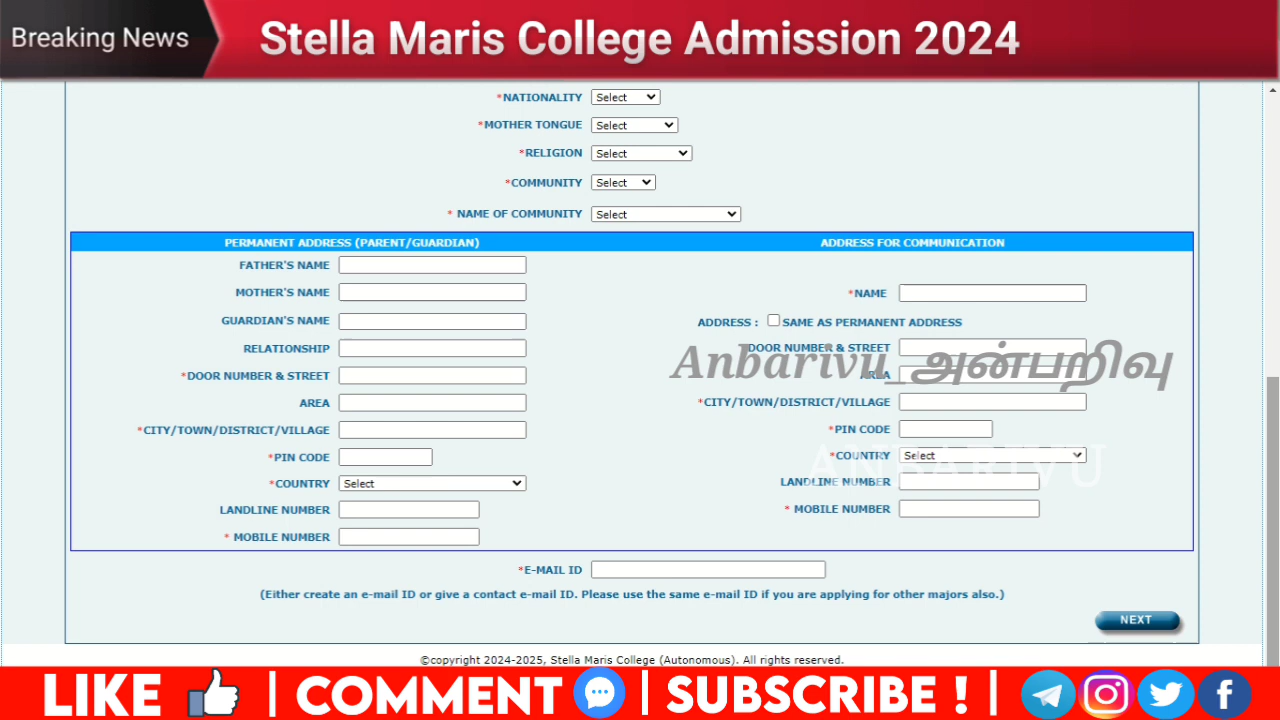 Breaking News
Stella Maris College Admission 2024
*NATIONALITY Select
*MOTHER TONGUE Select
*RELIGION Select
*COMMUNITY Select
* NAME OF COMMUNITY Select
PERMANENT ADDRESS (PARENT/GUARDIAN)
FATHER'S NAME
MOTHER'S NAME
GUARDIAN'S NAME
RELATIONSHIP
*DOOR NUMBER & STREET
AREA
*CITY/TOWN/DISTRICT/VILLAGE
*PIN CODE
*COUNTRY Select
LANDLINE NUMBER
* MOBILE NUMBER
ADDRESS FOR COMMUNICATION
*NAME
ADDRESS : SAME AS PERMANENT ADDRESS
DOOR NUMBER & STREET
Anbarivu_அன்பறிவு
AREA
*CITY/TOWN/DISTRICT/VILLAGE
*PIN CODE
*COUNTRY Select
ANBARIVU
LANDLINE NUMBER
* MOBILE NUMBER
*E-MAIL ID
(Either create an e-mail ID or give a contact e-mail ID. Please use the same e-mail ID if you are applying for other majors also.)
NEXT
©copyright 2024-2025, Stella Maris College (Autonomous). All rights reserved.
LIKE | COMMENT | SUBSCRIBE ! |